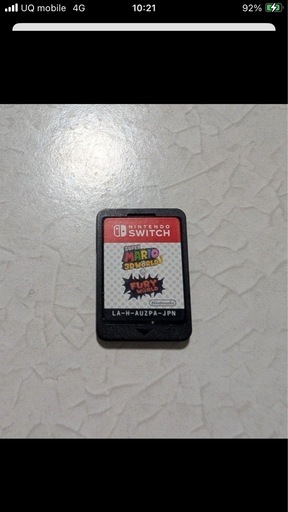 UQ mobile 4G 10:21 92%
NINTENDO
SWITCH
SUPER
MARIO
3D WORLD
+
FURY
WORLD
Nintendo
LA-H-AUZPA-JPN